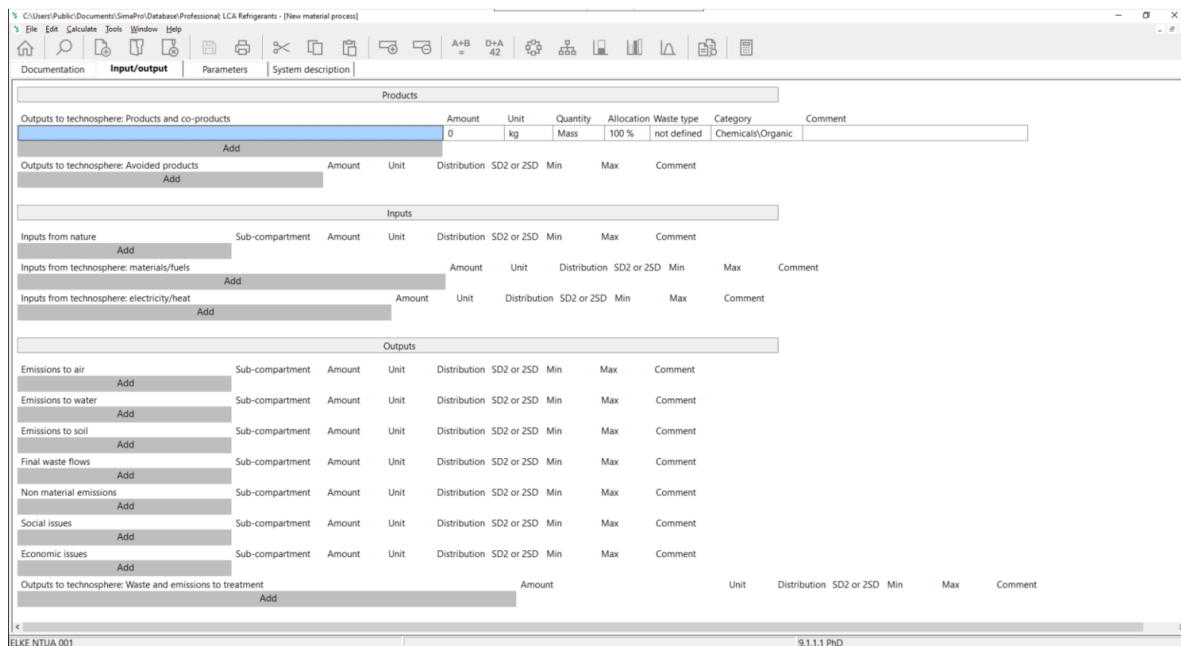 C:\Users\Public\Documents\SimaPro\Database\Professional; LCA Refrigerants - [New material process]
File Edit Calculate Tools Window Help
A+B = D+A 42
Documentation Input/output Parameters System description
Products
Outputs to technosphere: Products and co-products Amount Unit Quantity Allocation Waste type Category Comment
0 kg Mass 100 % not defined Chemicals\Organic
Add
Outputs to technosphere: Avoided products Amount Unit Distribution SD2 or 2SD Min Max Comment
Add
Inputs
Inputs from nature Sub-compartment Amount Unit Distribution SD2 or 2SD Min Max Comment
Add
Inputs from technosphere: materials/fuels Amount Unit Distribution SD2 or 2SD Min Max Comment
Add
Inputs from technosphere: electricity/heat Amount Unit Distribution SD2 or 2SD Min Max Comment
Add
Outputs
Emissions to air Sub-compartment Amount Unit Distribution SD2 or 2SD Min Max Comment
Add
Emissions to water Sub-compartment Amount Unit Distribution SD2 or 2SD Min Max Comment
Add
Emissions to soil Sub-compartment Amount Unit Distribution SD2 or 2SD Min Max Comment
Add
Final waste flows Sub-compartment Amount Unit Distribution SD2 or 2SD Min Max Comment
Add
Non material emissions Sub-compartment Amount Unit Distribution SD2 or 2SD Min Max Comment
Add
Social issues Sub-compartment Amount Unit Distribution SD2 or 2SD Min Max Comment
Add
Economic issues Sub-compartment Amount Unit Distribution SD2 or 2SD Min Max Comment
Add
Outputs to technosphere: Waste and emissions to treatment Amount Unit Distribution SD2 or 2SD Min Max Comment
Add
ELKE NTUA 001 9.1.1.1 PhD